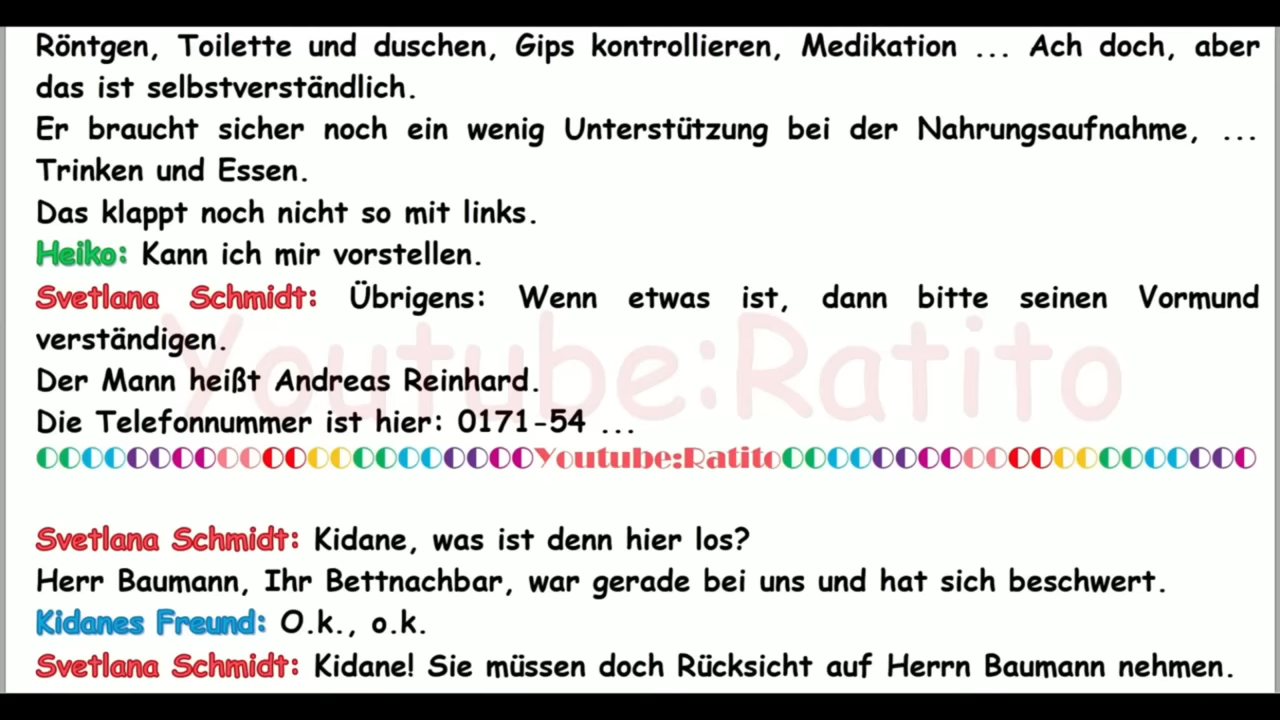 Röntgen, Toilette und duschen, Gips kontrollieren, Medikation ... Ach doch, aber
das ist selbstverständlich.
Er braucht sicher noch ein wenig Unterstützung bei der Nahrungsaufnahme, ...
Trinken und Essen.
Das klappt noch nicht so mit links.
Heiko: Kann ich mir vorstellen.
Svetlana Schmidt: Übrigens: Wenn etwas ist, dann bitte seinen Vormund
verständigen.
Youtube:Ratito
Der Mann heißt Andreas Reinhard.
Die Telefonnummer ist hier: 0171-54 ...
Youtube:Ratito
Svetlana Schmidt: Kidane, was ist denn hier los?
Herr Baumann, Ihr Bettnachbar, war gerade bei uns und hat sich beschwert.
Kidanes Freund: O.k., o.k.
Svetlana Schmidt: Kidane! Sie müssen doch Rücksicht auf Herrn Baumann nehmen.